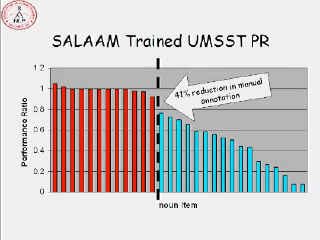 SALAAM Trained UMSST PR
1.2
1
0.8
0.6
0.4
0.2
0
Performance Ratio
41% reduction in manual
annotation
noun item
NLP